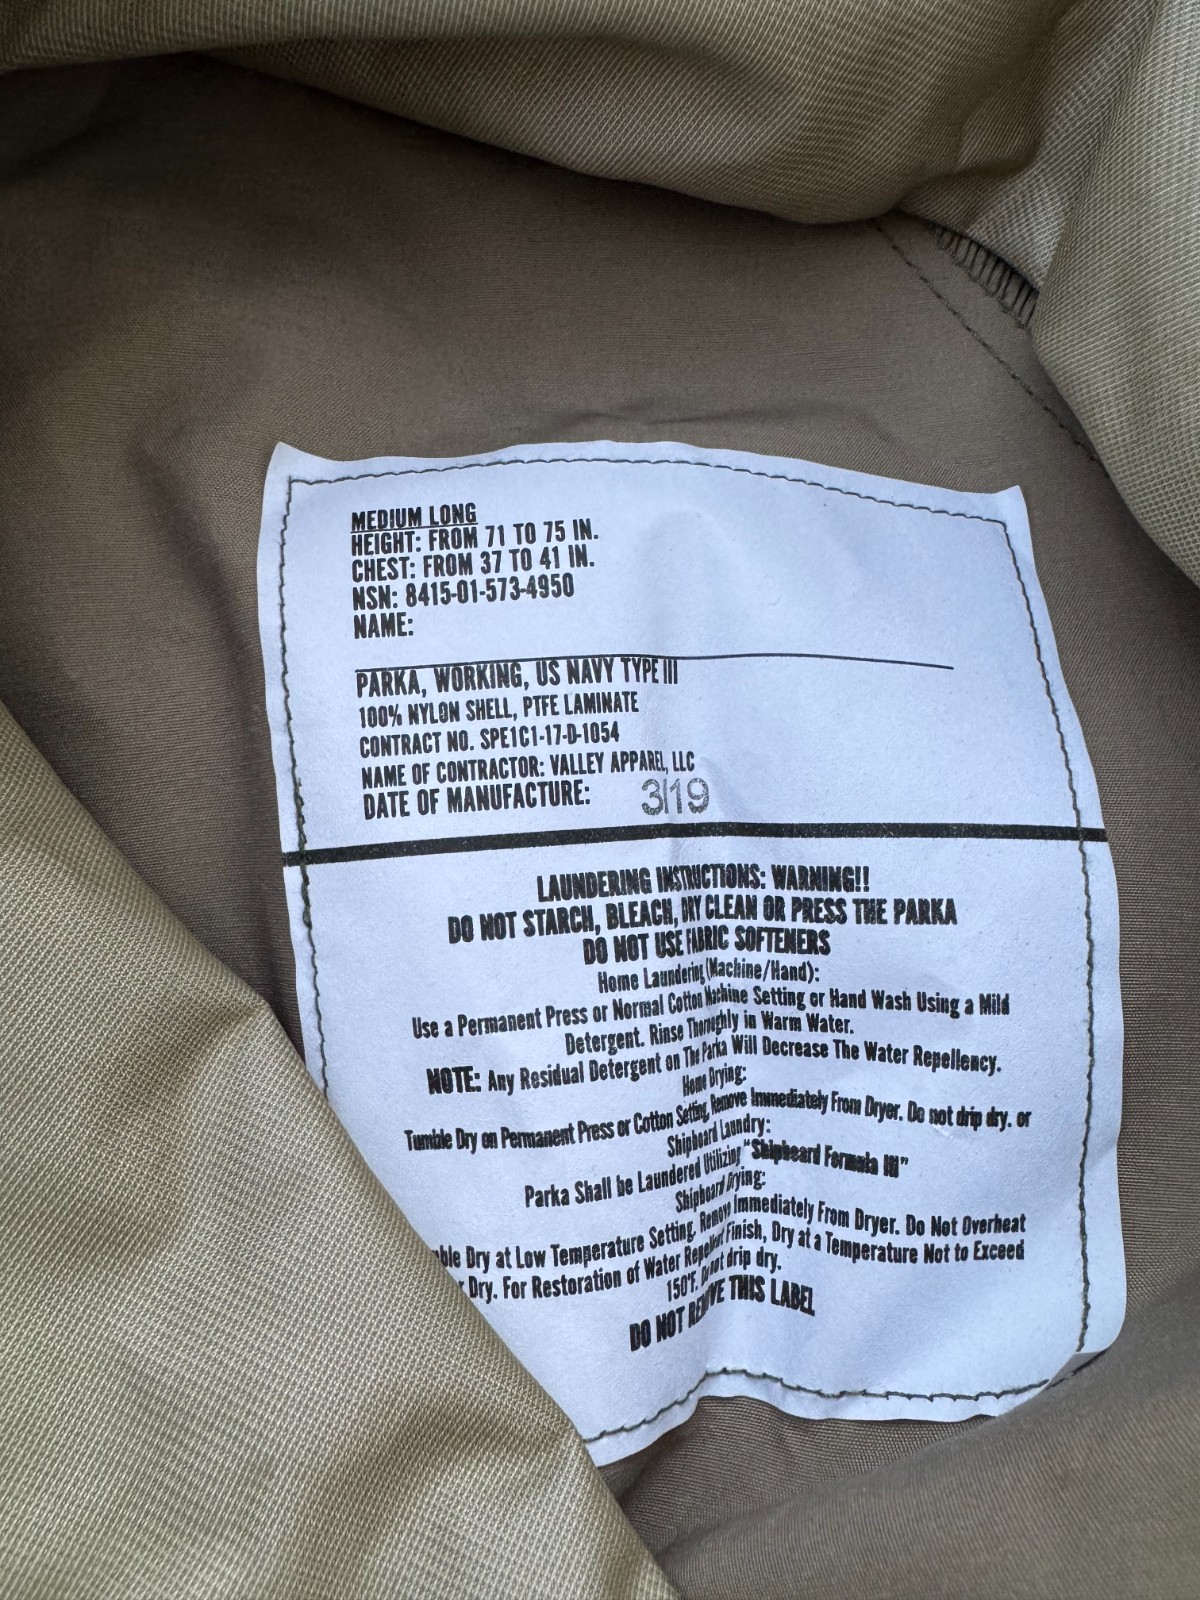 MEDIUM LONG
HEIGHT: FROM 71 TO 75 IN.
CHEST: FROM 37 TO 41 IN.
NSN: 8415-01-573-4950
NAME:
PARKA, WORKING, US NAVY TYPE III
100% NYLON SHELL, PTFE LAMINATE
CONTRACT NO. SPE1C1-17-D-1054
NAME OF CONTRACTOR: VALLEY APPAREL, LLC
DATE OF MANUFACTURE: 3/19
LAUNDERING INSTRUCTIONS: WARNING!!
DO NOT STARCH, BLEACH, DRY CLEAN OR PRESS THE PARKA
DO NOT USE FABRIC SOFTENERS
Home Laundering (Machine/Hand):
Use a Permanent Press or Normal Cotton Machine Setting or Hand Wash Using a Mild
Detergent. Rinse Thoroughly in Warm Water.
NOTE: Any Residual Detergent on The Parka Will Decrease The Water Repellency.
Home Drying:
Tumble Dry on Permanent Press or Cotton Setting, Remove Immediately From Dryer. Do not drip dry. or
Shipboard Laundry:
Parka Shall be Laundered Utilizing "Shipboard Formula III"
Shipboard Drying:
ble Dry at Low Temperature Setting, Remove Immediately From Dryer. Do Not Overheat
Dry. For Restoration of Water Repellent Finish, Dry at a Temperature Not to Exceed
150°F. Do not drip dry.
DO NOT REMOVE THIS LABEL